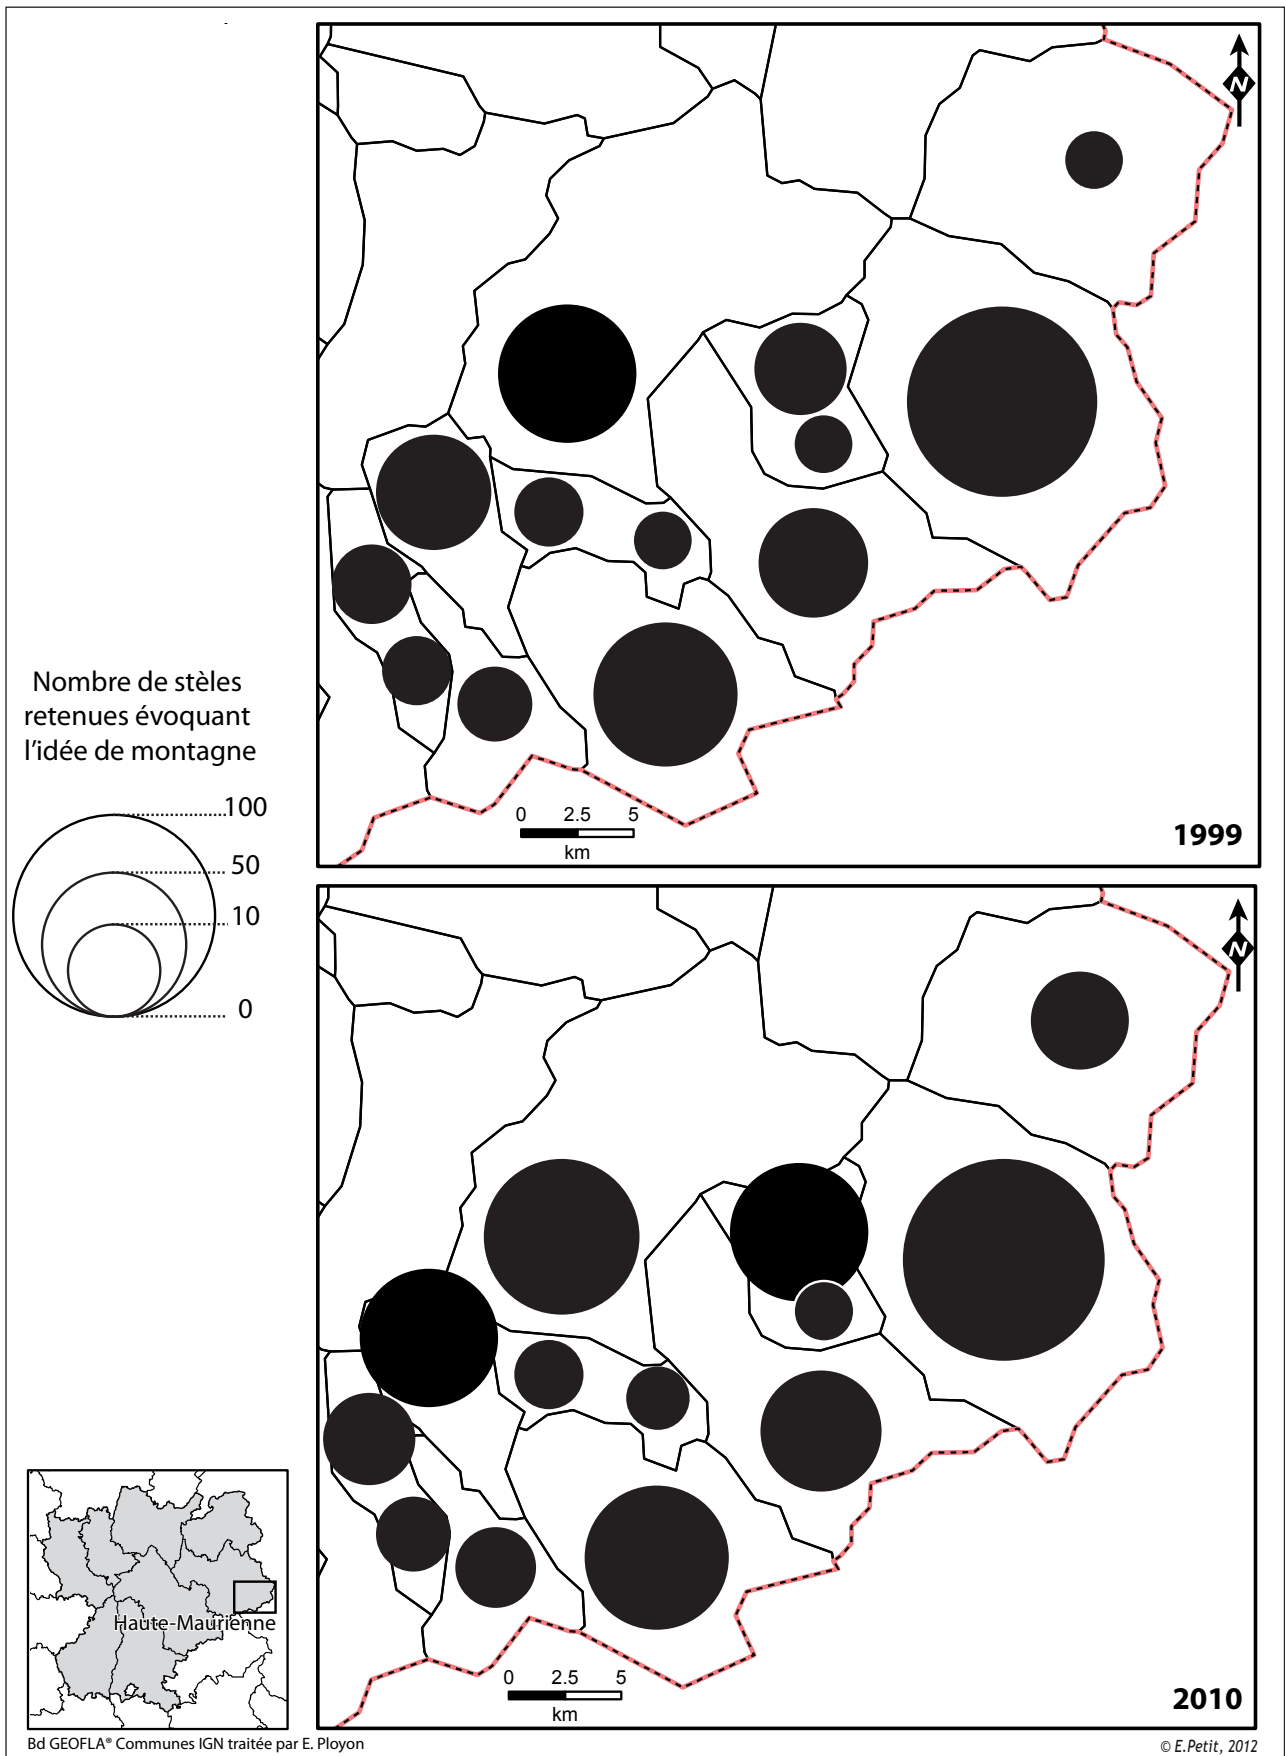 N
0 2.5 5
km
1999
Nombre de stèles
retenues évoquant
l'idée de montagne
100
50
10
0
N
0 2.5 5
km
2010
Haute-Maurienne
Bd GEOFLA® Communes IGN traitée par E. Ployon
© E.Petit, 2012